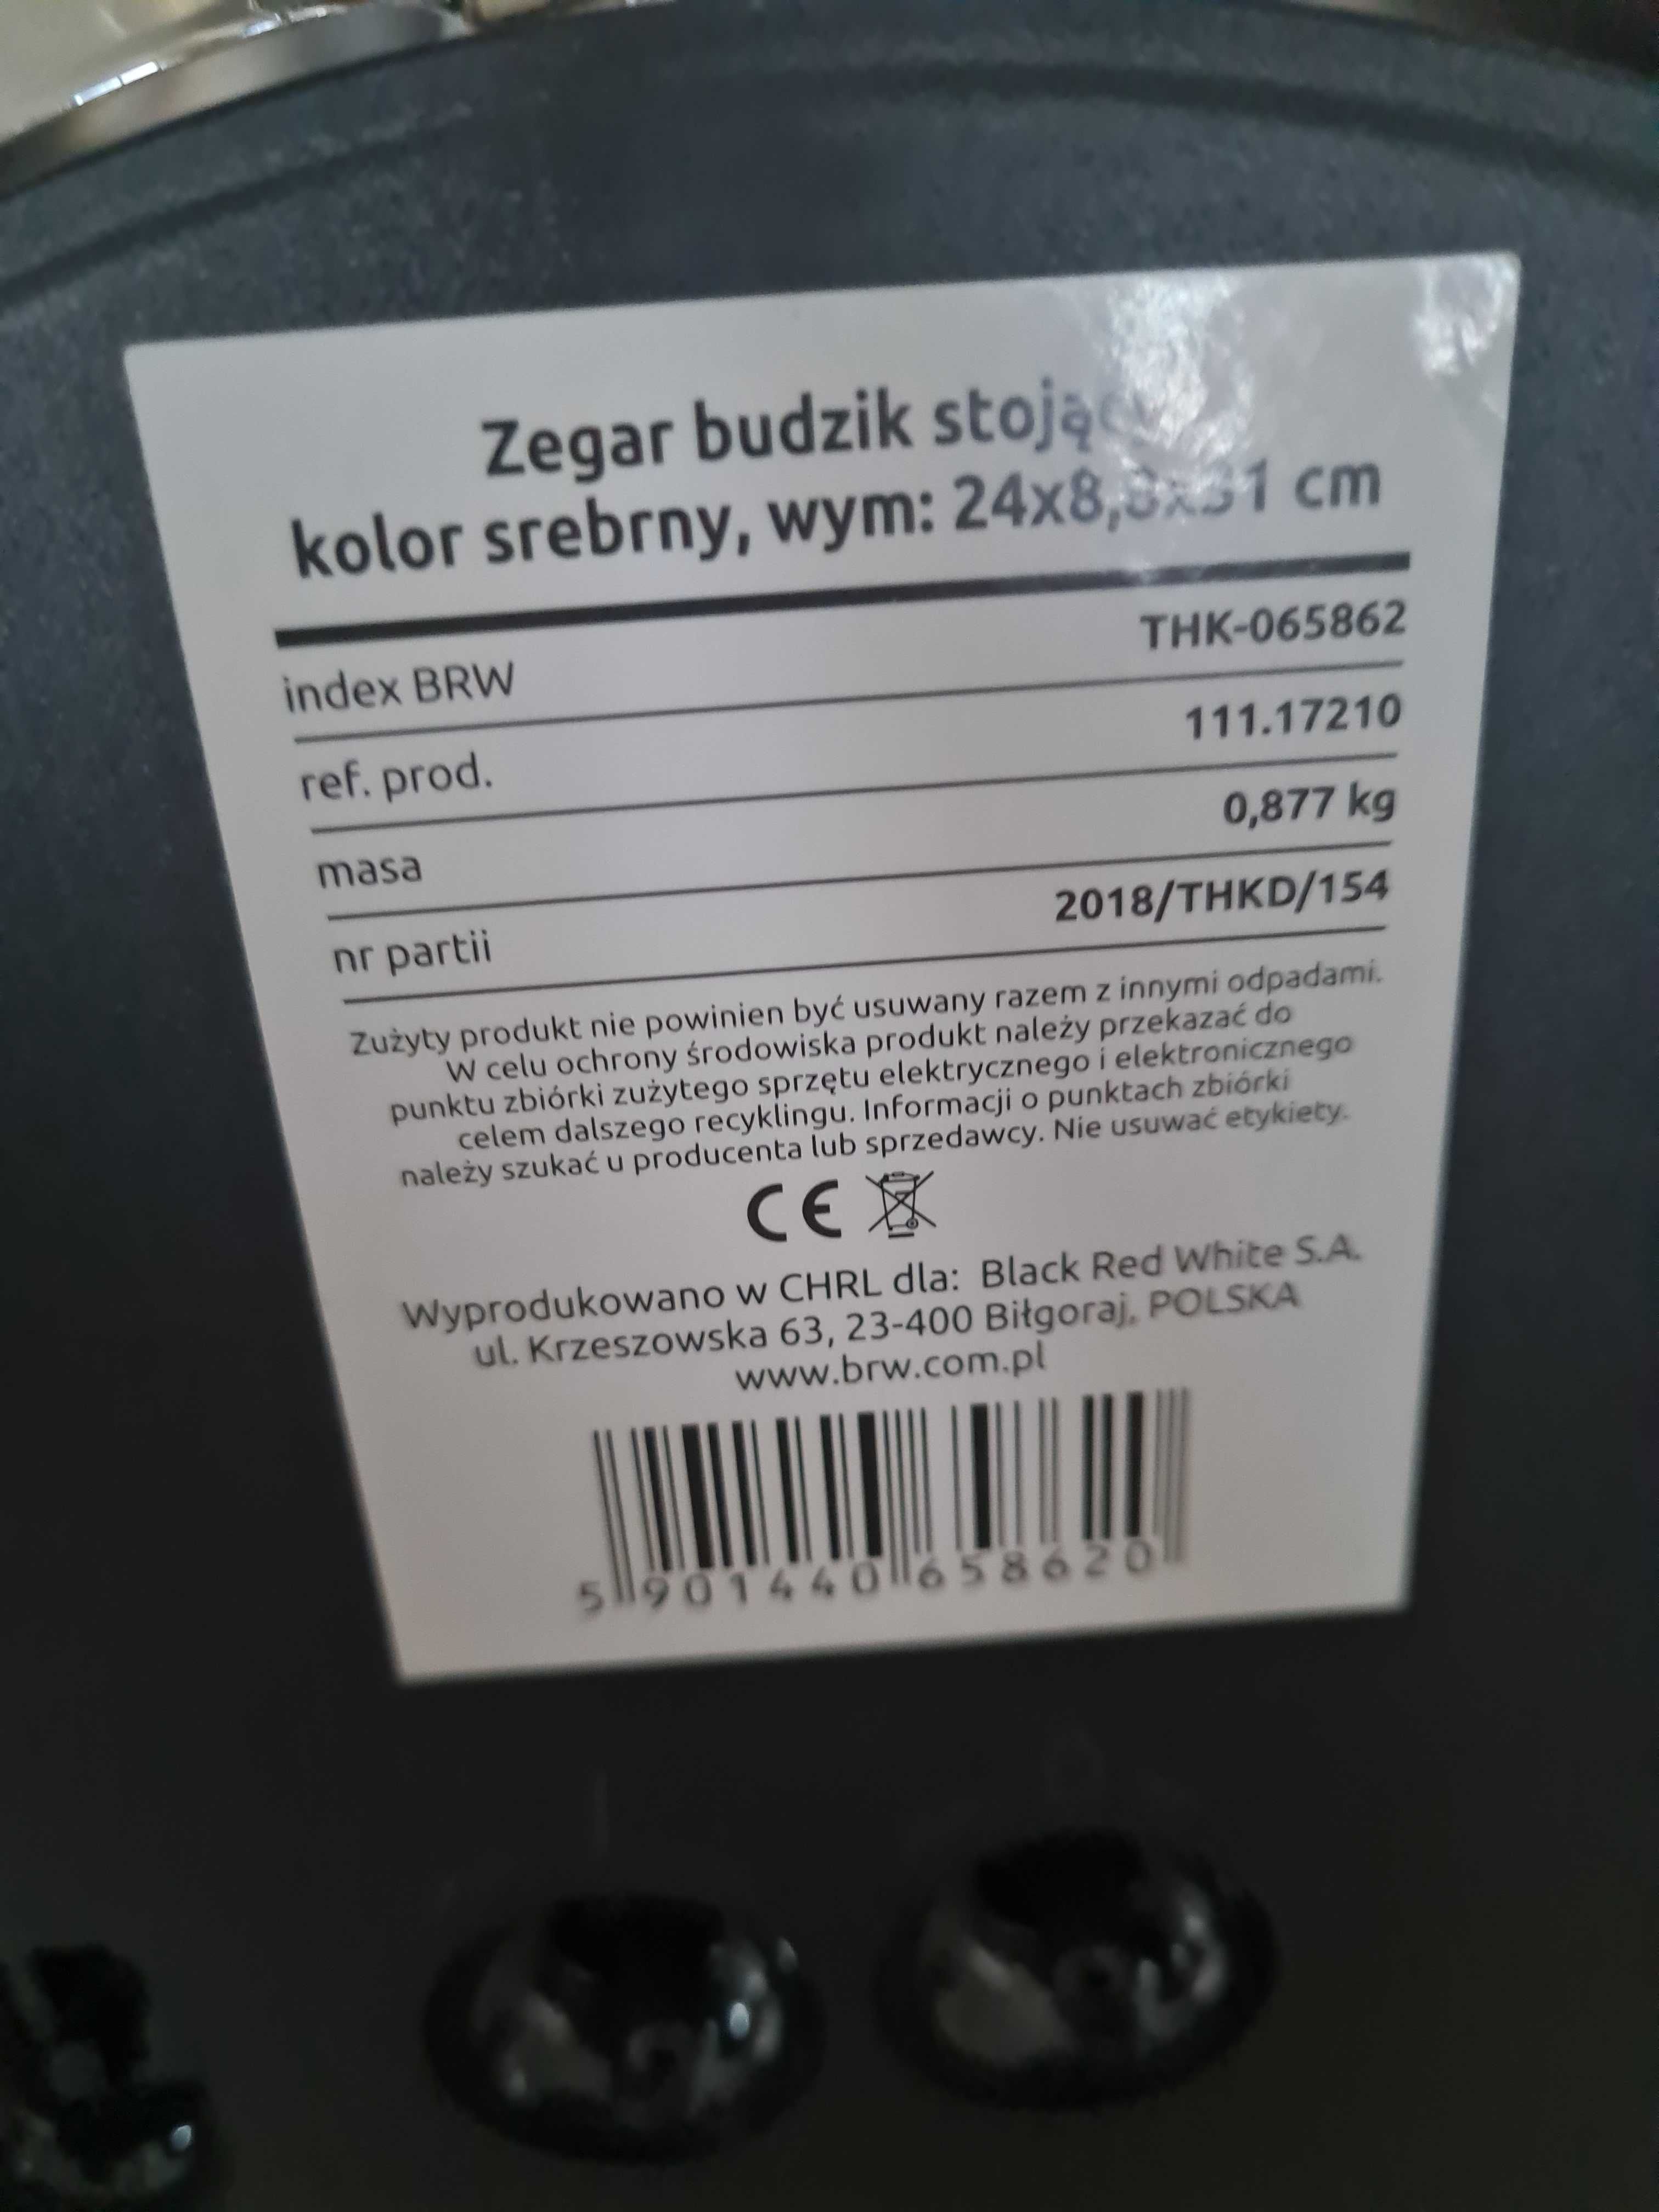 Zegar budzik
kolor srebrny, wym: cm
index BRW THK-065862
ref. prod. 111.17210
masa 0,877 kg
nr partii 2018/THKD/154
Zużyty produkt nie powinien być usuwany razem z innymi odpadami.
W celu ochrony środowiska produkt należy przekazać do
punktu zbiórki zużytego sprzętu elektrycznego i elektronicznego
celem dalszego recyklingu. Informacji o punktach zbiórki
należy szukać u producenta lub sprzedawcy. Nie usuwać etykiety.
CE
Wyprodukowano w CHRL dla: Black Red White S.A.
ul. Krzeszowska 63, 23-400 Biłgoraj, POLSKA
www.brw.com.pl
5 901440 658620